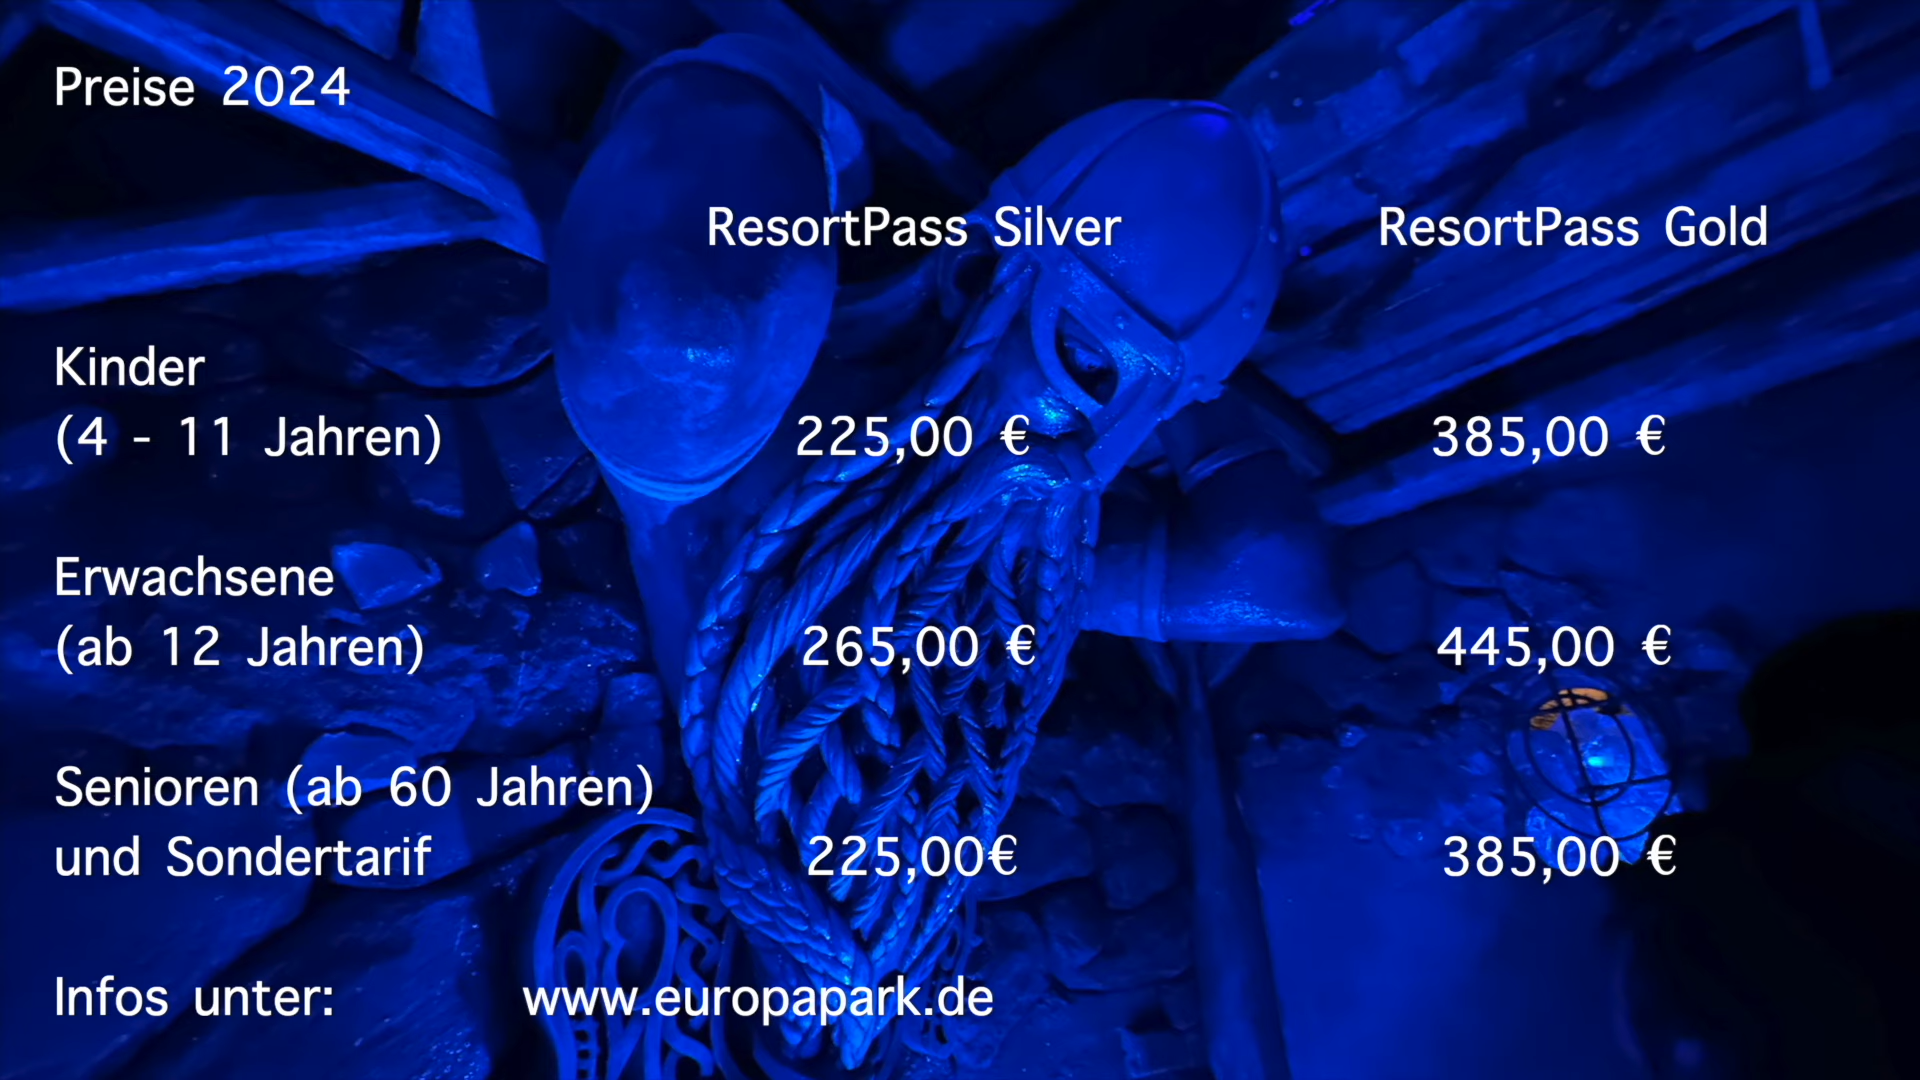 Preise 2024
ResortPass Silver ResortPass Gold
Kinder
(4 - 11 Jahren) 225,00 € 385,00 €
Erwachsene
(ab 12 Jahren) 265,00 € 445,00 €
Senioren (ab 60 Jahren)
und Sondertarif 225,00€ 385,00 €
Infos unter: www.europapark.de